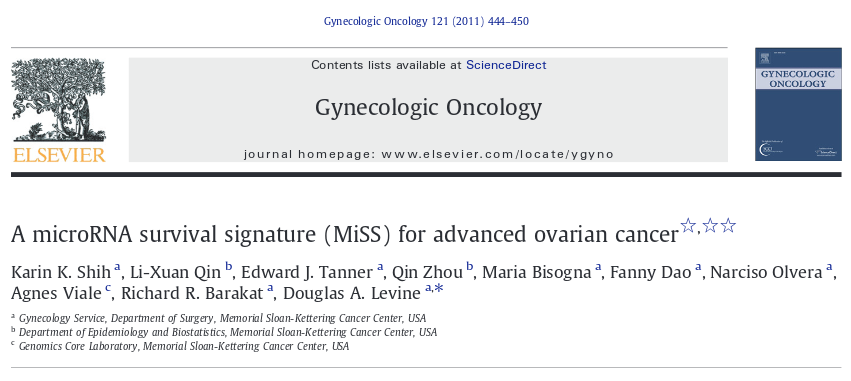 Gynecologic Oncology 121 (2011) 444–450
Contents lists available at ScienceDirect
Gynecologic Oncology
journal homepage: www.elsevier.com/locate/ygyno
ELSEVIER
GYNECOLOGIC
ONCOLOGY
A microRNA survival signature (MiSS) for advanced ovarian cancer☆,☆☆
Karin K. Shih a, Li-Xuan Qin b, Edward J. Tanner a, Qin Zhou b, Maria Bisogna a, Fanny Dao a, Narciso Olvera a,
Agnes Viale c, Richard R. Barakat a, Douglas A. Levine a,*
a Gynecology Service, Department of Surgery, Memorial Sloan-Kettering Cancer Center, USA
b Department of Epidemiology and Biostatistics, Memorial Sloan-Kettering Cancer Center, USA
c Genomics Core Laboratory, Memorial Sloan-Kettering Cancer Center, USA